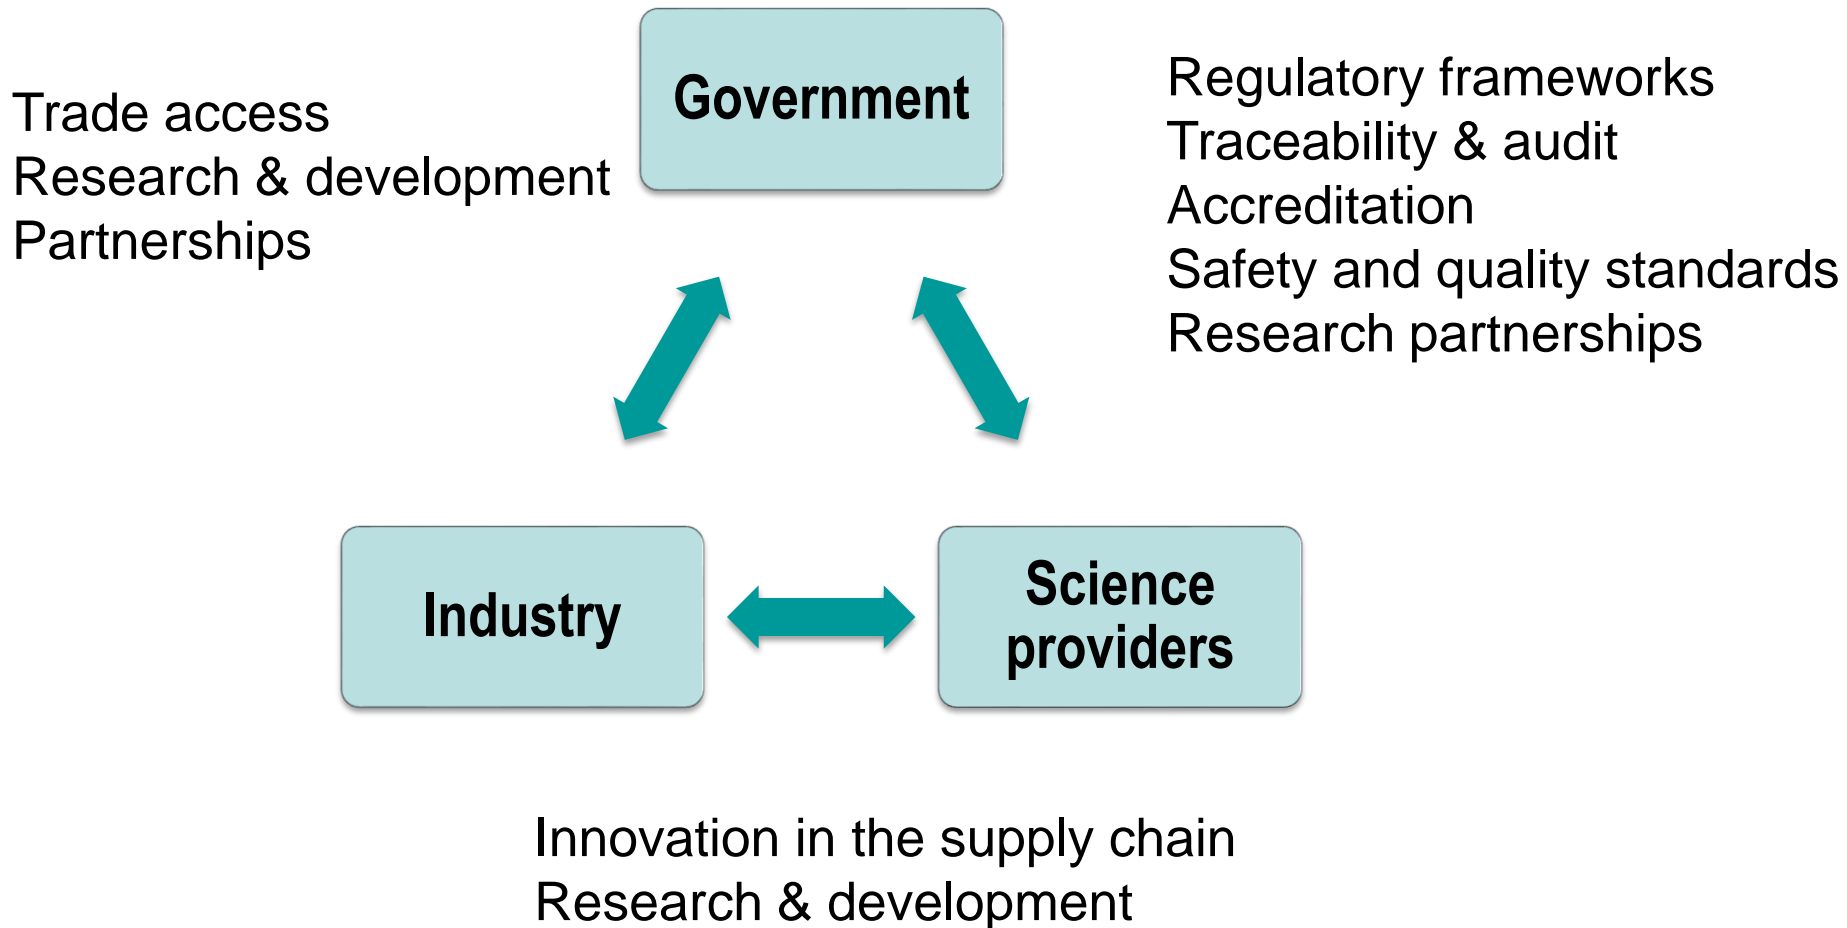 Government
Trade access
Research & development
Partnerships
Regulatory frameworks
Traceability & audit
Accreditation
Safety and quality standards
Research partnerships
Industry
Science
providers
Innovation in the supply chain
Research & development